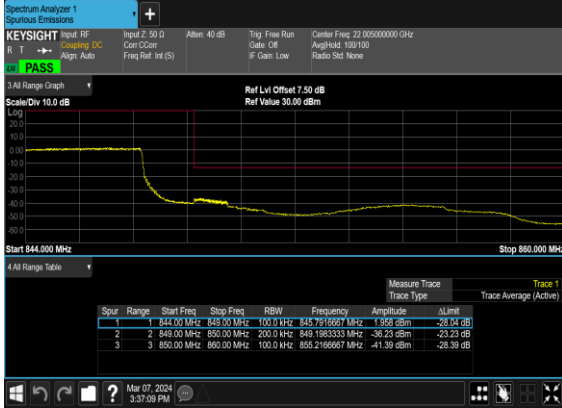 Spectrum Analyzer 1
Spurious Emissions
+
KEYSIGHT Input: RF Input Z: 50 Ω Atten: 40 dB Trig: Free Run Center Freq: 22.005000000 GHz
R T Coupling: DC Corr CCorr Gate: Off Avg|Hold: 100/100
Align: Auto Freq Ref: Int (S) IF Gain: Low Radio Std: None
PASS
3 All Range Graph Ref Lvl Offset 7.50 dB
Scale/Div 10.0 dB Ref Value 30.00 dBm
Log
20.0
10.0
0.00
-10.0
-20.0
-30.0
-40.0
-50.0
-60.0
Start 844.000 MHz Stop 860.000 MHz
4 All Range Table
Measure Trace Trace 1
Trace Type Trace Average (Active)
Spur Range Start Freq Stop Freq RBW Frequency Amplitude ΔLimit
1 1 844.00 MHz 849.00 MHz 100.0 kHz 845.7916667 MHz 1.958 dBm -28.04 dB
2 2 849.00 MHz 850.00 MHz 200.0 kHz 849.1983333 MHz -36.23 dBm -23.23 dB
3 3 850.00 MHz 860.00 MHz 100.0 kHz 855.2166667 MHz -41.39 dBm -28.39 dB
? Mar 07, 2024
3:37:09 PM